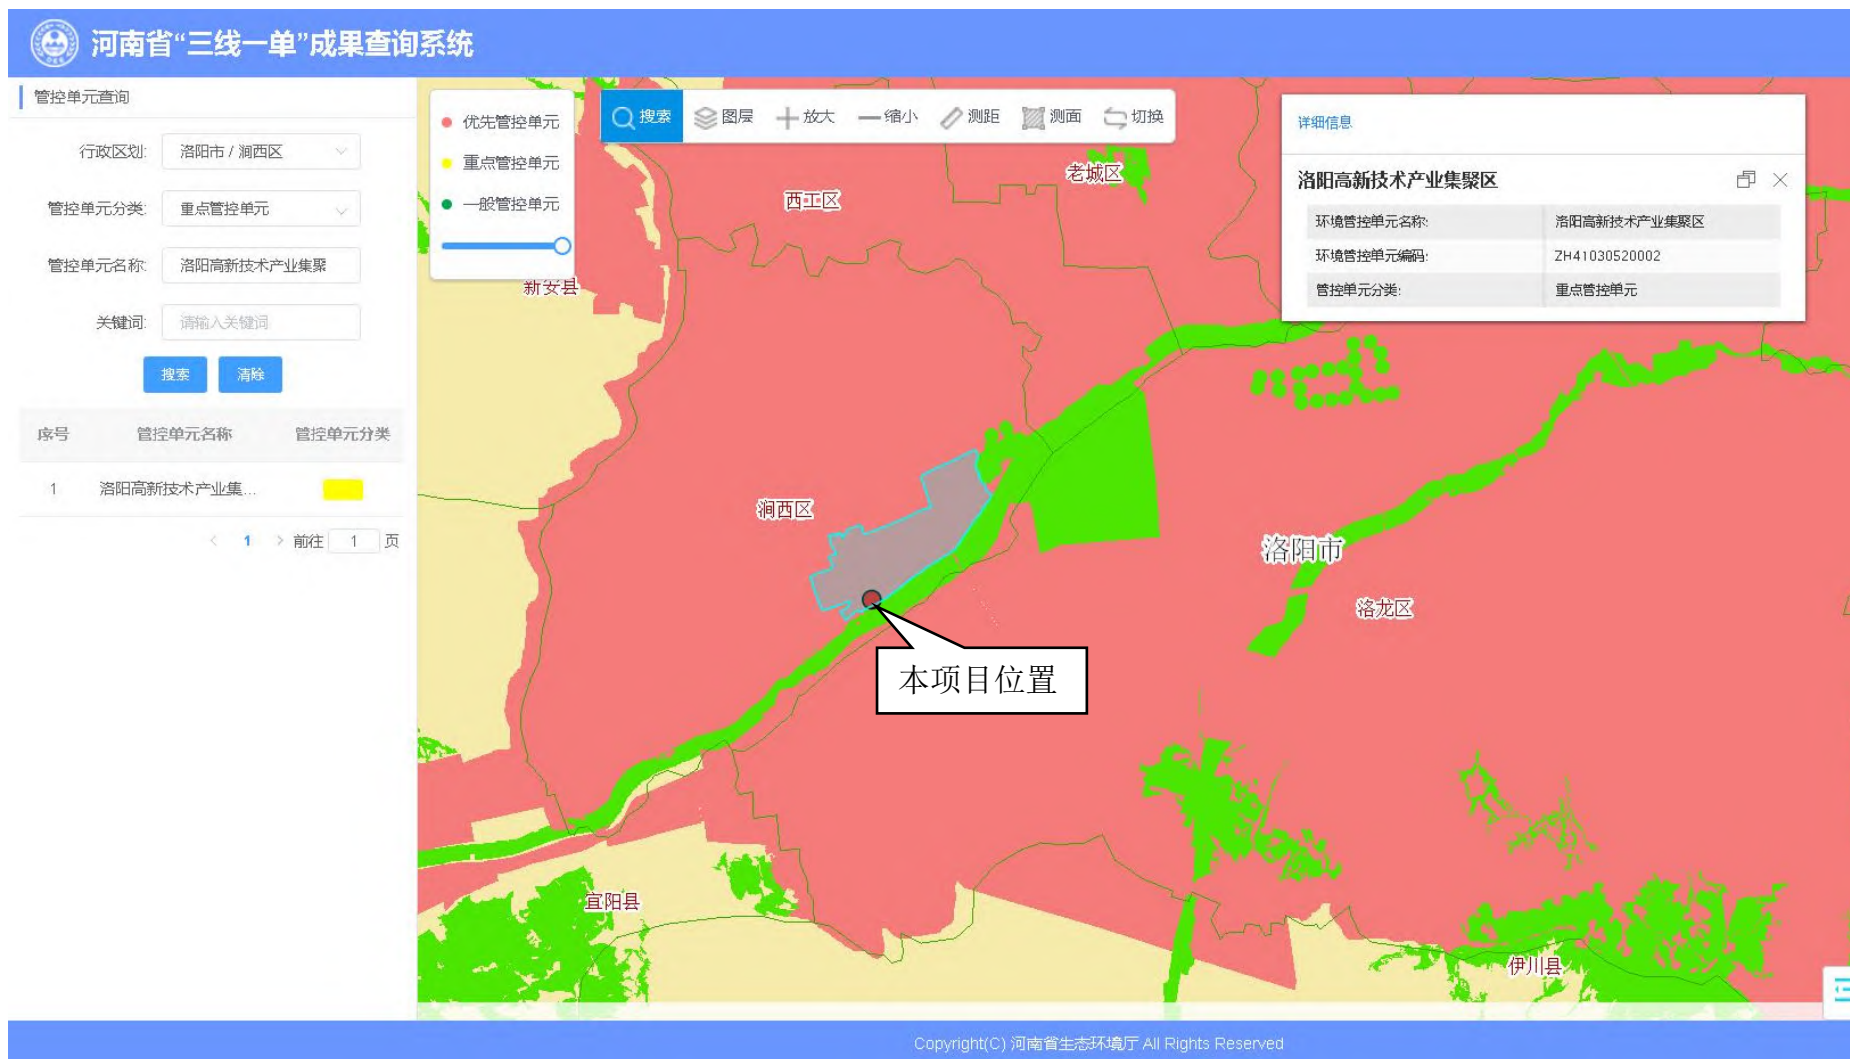 河南省“三线一单”成果查询系统
管控单元查询
行政区划: 洛阳市 / 涧西区
管控单元分类: 重点管控单元
管控单元名称: 洛阳高新技术产业集聚
关键词: 请输入关键词
搜索 清除
序号 管控单元名称 管控单元分类
1 洛阳高新技术产业集...
< 1 > 前往 1 页
优先管控单元
重点管控单元
一般管控单元
搜索 图层 放大 缩小 测距 测面 切换
详细信息
洛阳高新技术产业集聚区
环境管控单元名称: 洛阳高新技术产业集聚区
环境管控单元编码: ZH41030520002
管控单元分类: 重点管控单元
老城区
西工区
新安县
涧西区
洛阳市
洛龙区
本项目位置
宜阳县
伊川县
Copyright(C) 河南省生态环境厅 All Rights Reserved